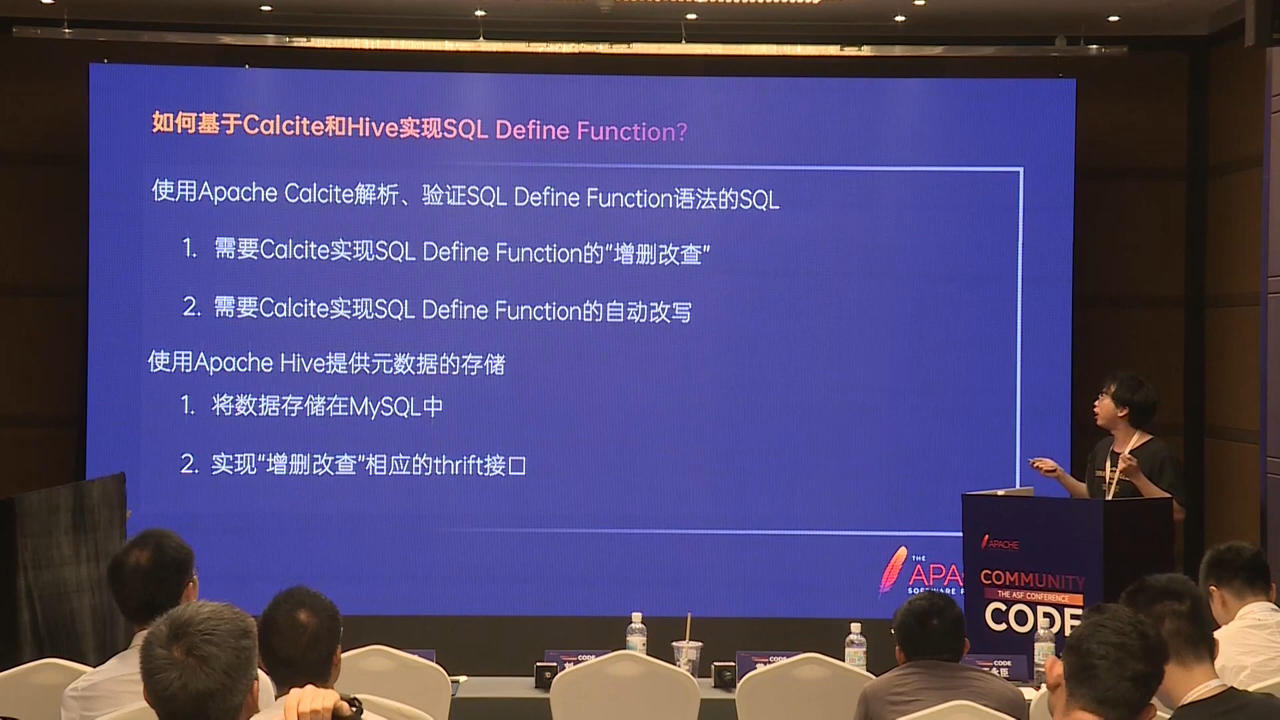 如何基于Calcite和Hive实现SQL Define Function?
使用Apache Calcite解析、验证SQL Define Function语法的SQL
1. 需要Calcite实现SQL Define Function的“增删改查”
2. 需要Calcite实现SQL Define Function的自动改写
使用Apache Hive提供元数据的存储
1. 将数据存储在MySQL中
2. 实现“增删改查”相应的thrift接口
THE
APA
SOFTWARE F
APACHE
COMMUNITY
THE ASF CONFERENCE
CODE
CODE
CODE
CODE